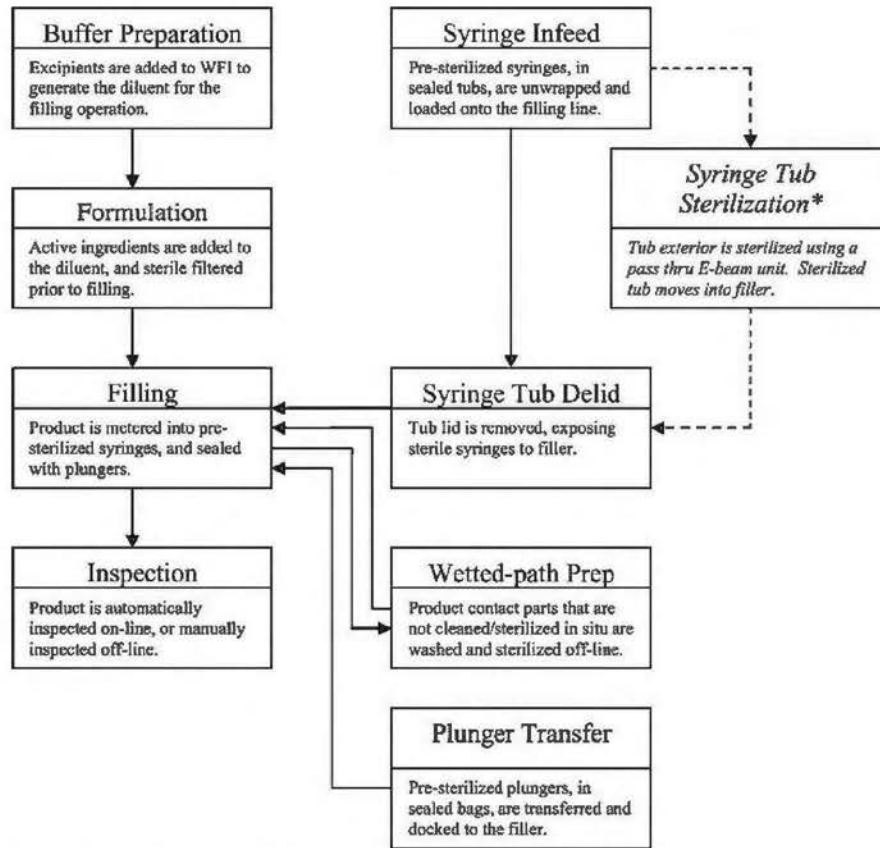 Buffer Preparation
Excipients are added to WFI to
generate the diluent for the
filling operation.
Syringe Infeed
Pre-sterilized syringes, in
sealed tubs, are unwrapped and
loaded onto the filling line.
Syringe Tub
Sterilization*
Tub exterior is sterilized using a
pass thru E-beam unit. Sterilized
tub moves into filler.
Formulation
Active ingredients are added to
the diluent, and sterile filtered
prior to filling.
Filling
Product is metered into pre-
sterilized syringes, and sealed
with plungers.
Syringe Tub Delid
Tub lid is removed, exposing
sterile syringes to filler.
Inspection
Product is automatically
inspected on-line, or manually
inspected off-line.
Wetted-path Prep
Product contact parts that are
not cleaned/sterilized in situ are
washed and sterilized off-line.
Plunger Transfer
Pre-sterilized plungers, in
sealed bags, are transferred and
docked to the filler.